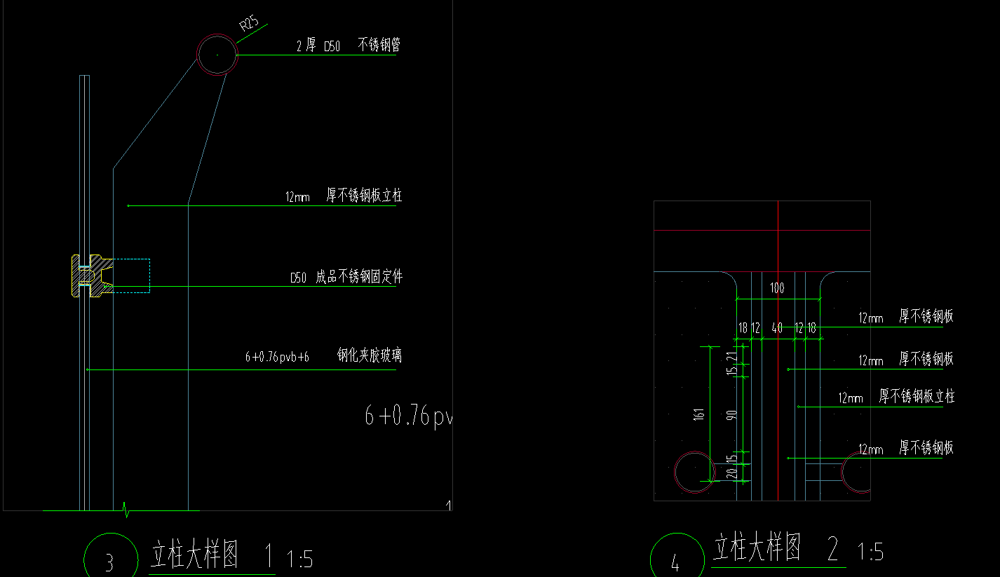 R25
2 厚 D50 不锈钢管
12mm 厚不锈钢板立柱
D50 成品不锈钢固定件
6+0.76pvb+6 钢化夹胶玻璃
6+0.76pv
1
3 立柱大样图 1 1:5
100
18 12 40 12 18
12mm 厚不锈钢板
21
15
12mm 厚不锈钢板
12mm 厚不锈钢板立柱
161
90
12mm 厚不锈钢板
15
20
4 立柱大样图 2 1:5